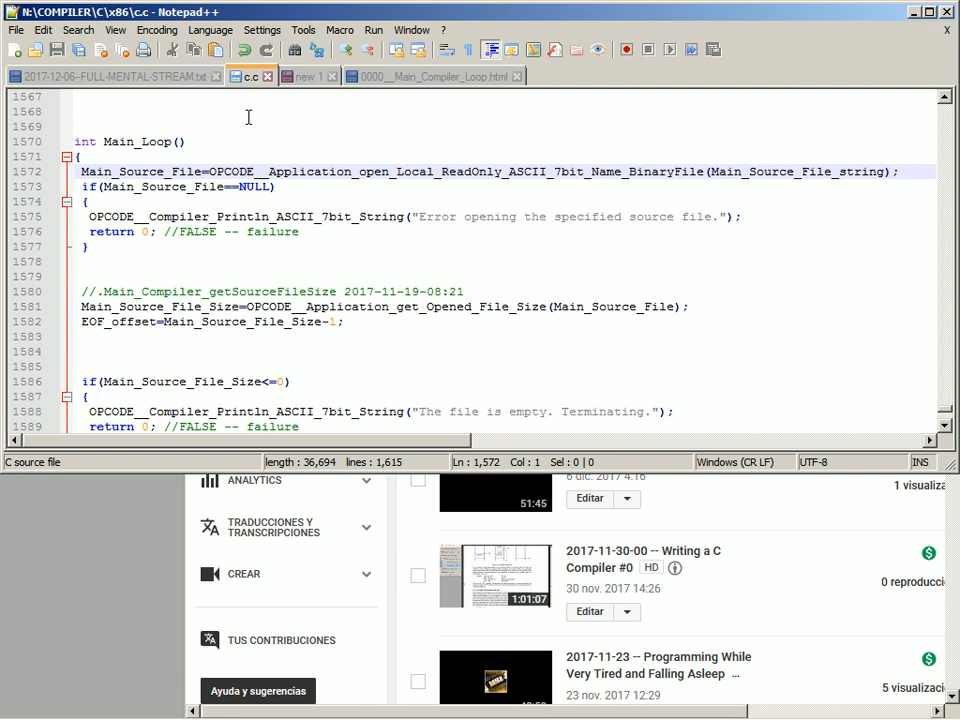 N:\COMPILER\C\x86\c.c - Notepad++
File Edit Search View Encoding Language Settings Tools Macro Run Window ? X
2017-12-06--FULL-MENTAL-STREAM.txt c.c new 1 0000__Main_Compiler_Loop.html
1567
1568
1569
1570 int Main_Loop()
1571 {
1572 Main_Source_File=OPCODE__Application_open_Local_ReadOnly_ASCII_7bit_Name_BinaryFile(Main_Source_File_string);
1573 if(Main_Source_File==NULL)
1574 {
1575 OPCODE__Compiler_Println_ASCII_7bit_String("Error opening the specified source file.");
1576 return 0; //FALSE -- failure
1577 }
1578
1579
1580 //.Main_Compiler_getSourceFileSize 2017-11-19-08:21
1581 Main_Source_File_Size=OPCODE__Application_get_Opened_File_Size(Main_Source_File);
1582 EOF_offset=Main_Source_File_Size-1;
1583
1584
1585
1586 if(Main_Source_File_Size<=0)
1587 {
1588 OPCODE__Compiler_Println_ASCII_7bit_String("The file is empty. Terminating.");
1589 return 0; //FALSE -- failure
C source file length : 36,694 lines : 1,615 Ln : 1,572 Col : 1 Sel : 0 | 0 Windows (CR LF) UTF-8 INS
ANALYTICS
TRADUCCIONES Y
TRANSCRIPCIONES
CREAR
TUS CONTRIBUCIONES
Ayuda y sugerencias
6 dic. 2017 4:16
51:45
Editar
1 visualiza
2017-11-30-00 -- Writing a C
Compiler #0 HD
1:01:07
30 nov. 2017 14:26
Editar
0 reproducci
2017-11-23 -- Programming While
Very Tired and Falling Asleep ...
23 nov. 2017 12:29
5 visualizaci